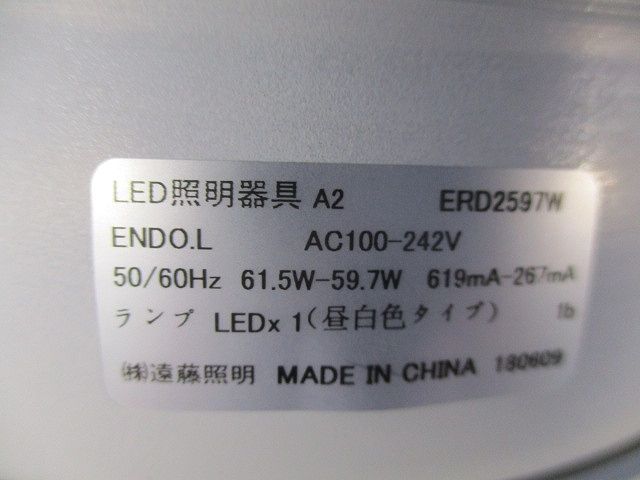 LED照明器具 A2 ERD2597W
ENDO.L AC100-242V
50/60Hz 61.5W-59.7W 619mA-267mA
ランプ LEDx 1(昼白色タイプ) lb
㈱遠藤照明 MADE IN CHINA 180609